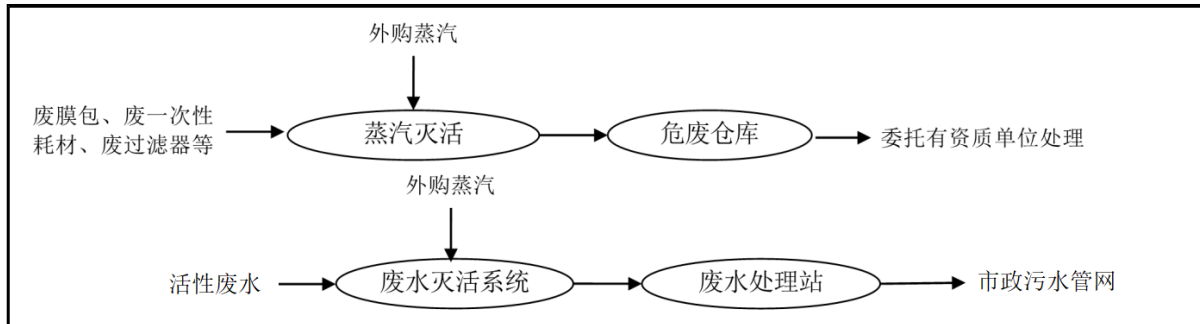 外购蒸汽
废膜包、废一次性
耗材、废过滤器等
蒸汽灭活
危废仓库
委托有资质单位处理
外购蒸汽
活性废水
废水灭活系统
废水处理站
市政污水管网